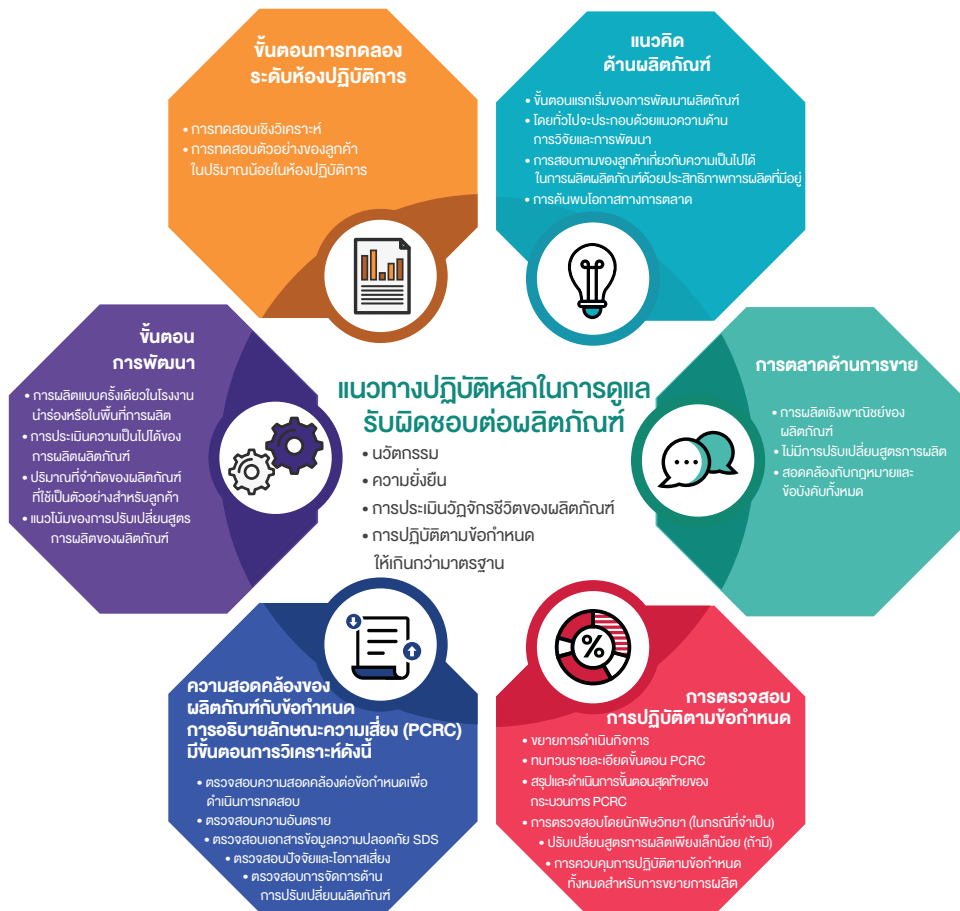 ขั้นตอนการทดลอง
ระดับห้องปฏิบัติการ
• การทดสอบเชิงวิเคราะห์
• การทดสอบตัวอย่างของลูกค้า
ในปริมาณน้อยในห้องปฏิบัติการ
แนวคิด
ด้านผลิตภัณฑ์
• ขั้นตอนแรกเริ่มของการพัฒนาผลิตภัณฑ์
• โดยทั่วไปจะประกอบด้วยแนวความด้าน
การวิจัยและการพัฒนา
• การสอบถามของลูกค้าเกี่ยวกับความเป็นไปได้
ในการผลิตผลิตภัณฑ์ด้วยประสิทธิภาพการผลิตที่มีอยู่
• การค้นพบโอกาสทางการตลาด
ขั้นตอน
การพัฒนา
• การผลิตแบบครั้งเดียวในโรงงาน
นำร่องหรือในพื้นที่การผลิต
• การประเมินความเป็นไปได้ของ
การผลิตผลิตภัณฑ์
• ปริมาณที่จำกัดของผลิตภัณฑ์
ที่ใช้เป็นตัวอย่างสำหรับลูกค้า
• แนวโน้มของการปรับเปลี่ยนสูตร
การผลิตของผลิตภัณฑ์
แนวทางปฏิบัติหลักในการดูแล
รับผิดชอบต่อผลิตภัณฑ์
• นวัตกรรม
• ความยั่งยืน
• การประเมินวัฏจักรชีวิตของผลิตภัณฑ์
• การปฏิบัติตามข้อกำหนด
ให้เกินกว่ามาตรฐาน
การตลาดด้านการขาย
• การผลิตเชิงพาณิชย์ของ
ผลิตภัณฑ์
• ไม่มีการปรับเปลี่ยนสูตรการผลิต
• สอดคล้องกับกฎหมายและ
ข้อบังคับทั้งหมด
ความสอดคล้องของ
ผลิตภัณฑ์กับข้อกำหนด
การอธิบายลักษณะความเสี่ยง (PCRC)
มีขั้นตอนการวิเคราะห์ดังนี้
• ตรวจสอบความสอดคล้องต่อข้อกำหนดเพื่อ
ดำเนินการทดสอบ
• ตรวจสอบความอันตราย
• ตรวจสอบเอกสารข้อมูลความปลอดภัย SDS
• ตรวจสอบปัจจัยและโอกาสเสี่ยง
• ตรวจสอบการจัดการด้าน
การปรับเปลี่ยนผลิตภัณฑ์
%
การตรวจสอบ
การปฏิบัติตามข้อกำหนด
• ขยายการดำเนินกิจการ
• ทบทวนรายละเอียดขั้นตอน PCRC
• สรุปและดำเนินการขั้นตอนสุดท้ายของ
กระบวนการ PCRC
• การตรวจสอบโดยนักพิษวิทยา (ในกรณีที่จำเป็น)
• ปรับเปลี่ยนสูตรการผลิตเพียงเล็กน้อย (ถ้ามี)
• การควบคุมการปฏิบัติตามข้อกำหนด
ทั้งหมดสำหรับการขยายการผลิต